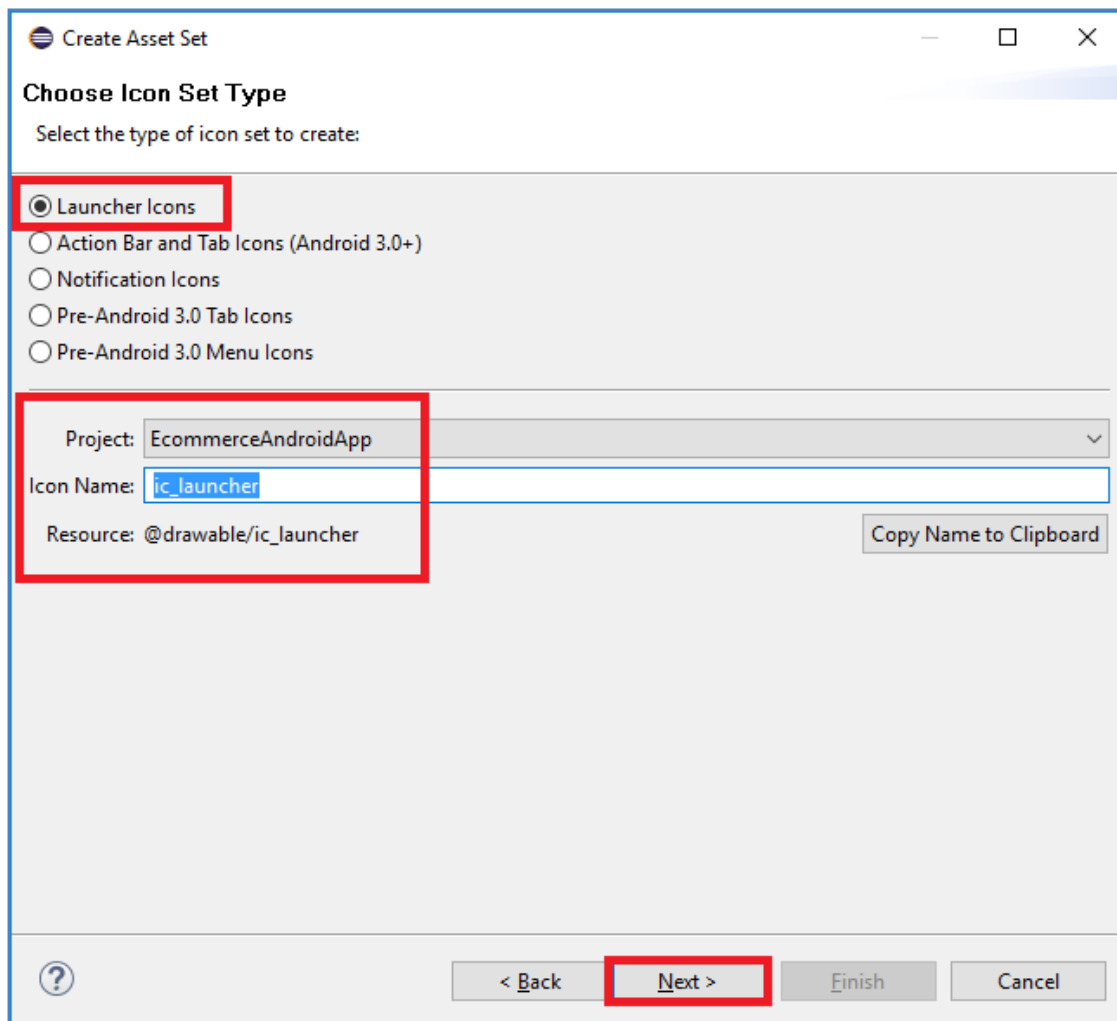 Create Asset Set
Choose Icon Set Type
Select the type of icon set to create:
Launcher Icons
Action Bar and Tab Icons (Android 3.0+)
Notification Icons
Pre-Android 3.0 Tab Icons
Pre-Android 3.0 Menu Icons
Project: EcommerceAndroidApp
Icon Name: ic_launcher
Resource: @drawable/ic_launcher Copy Name to Clipboard
? < Back Next > Finish Cancel